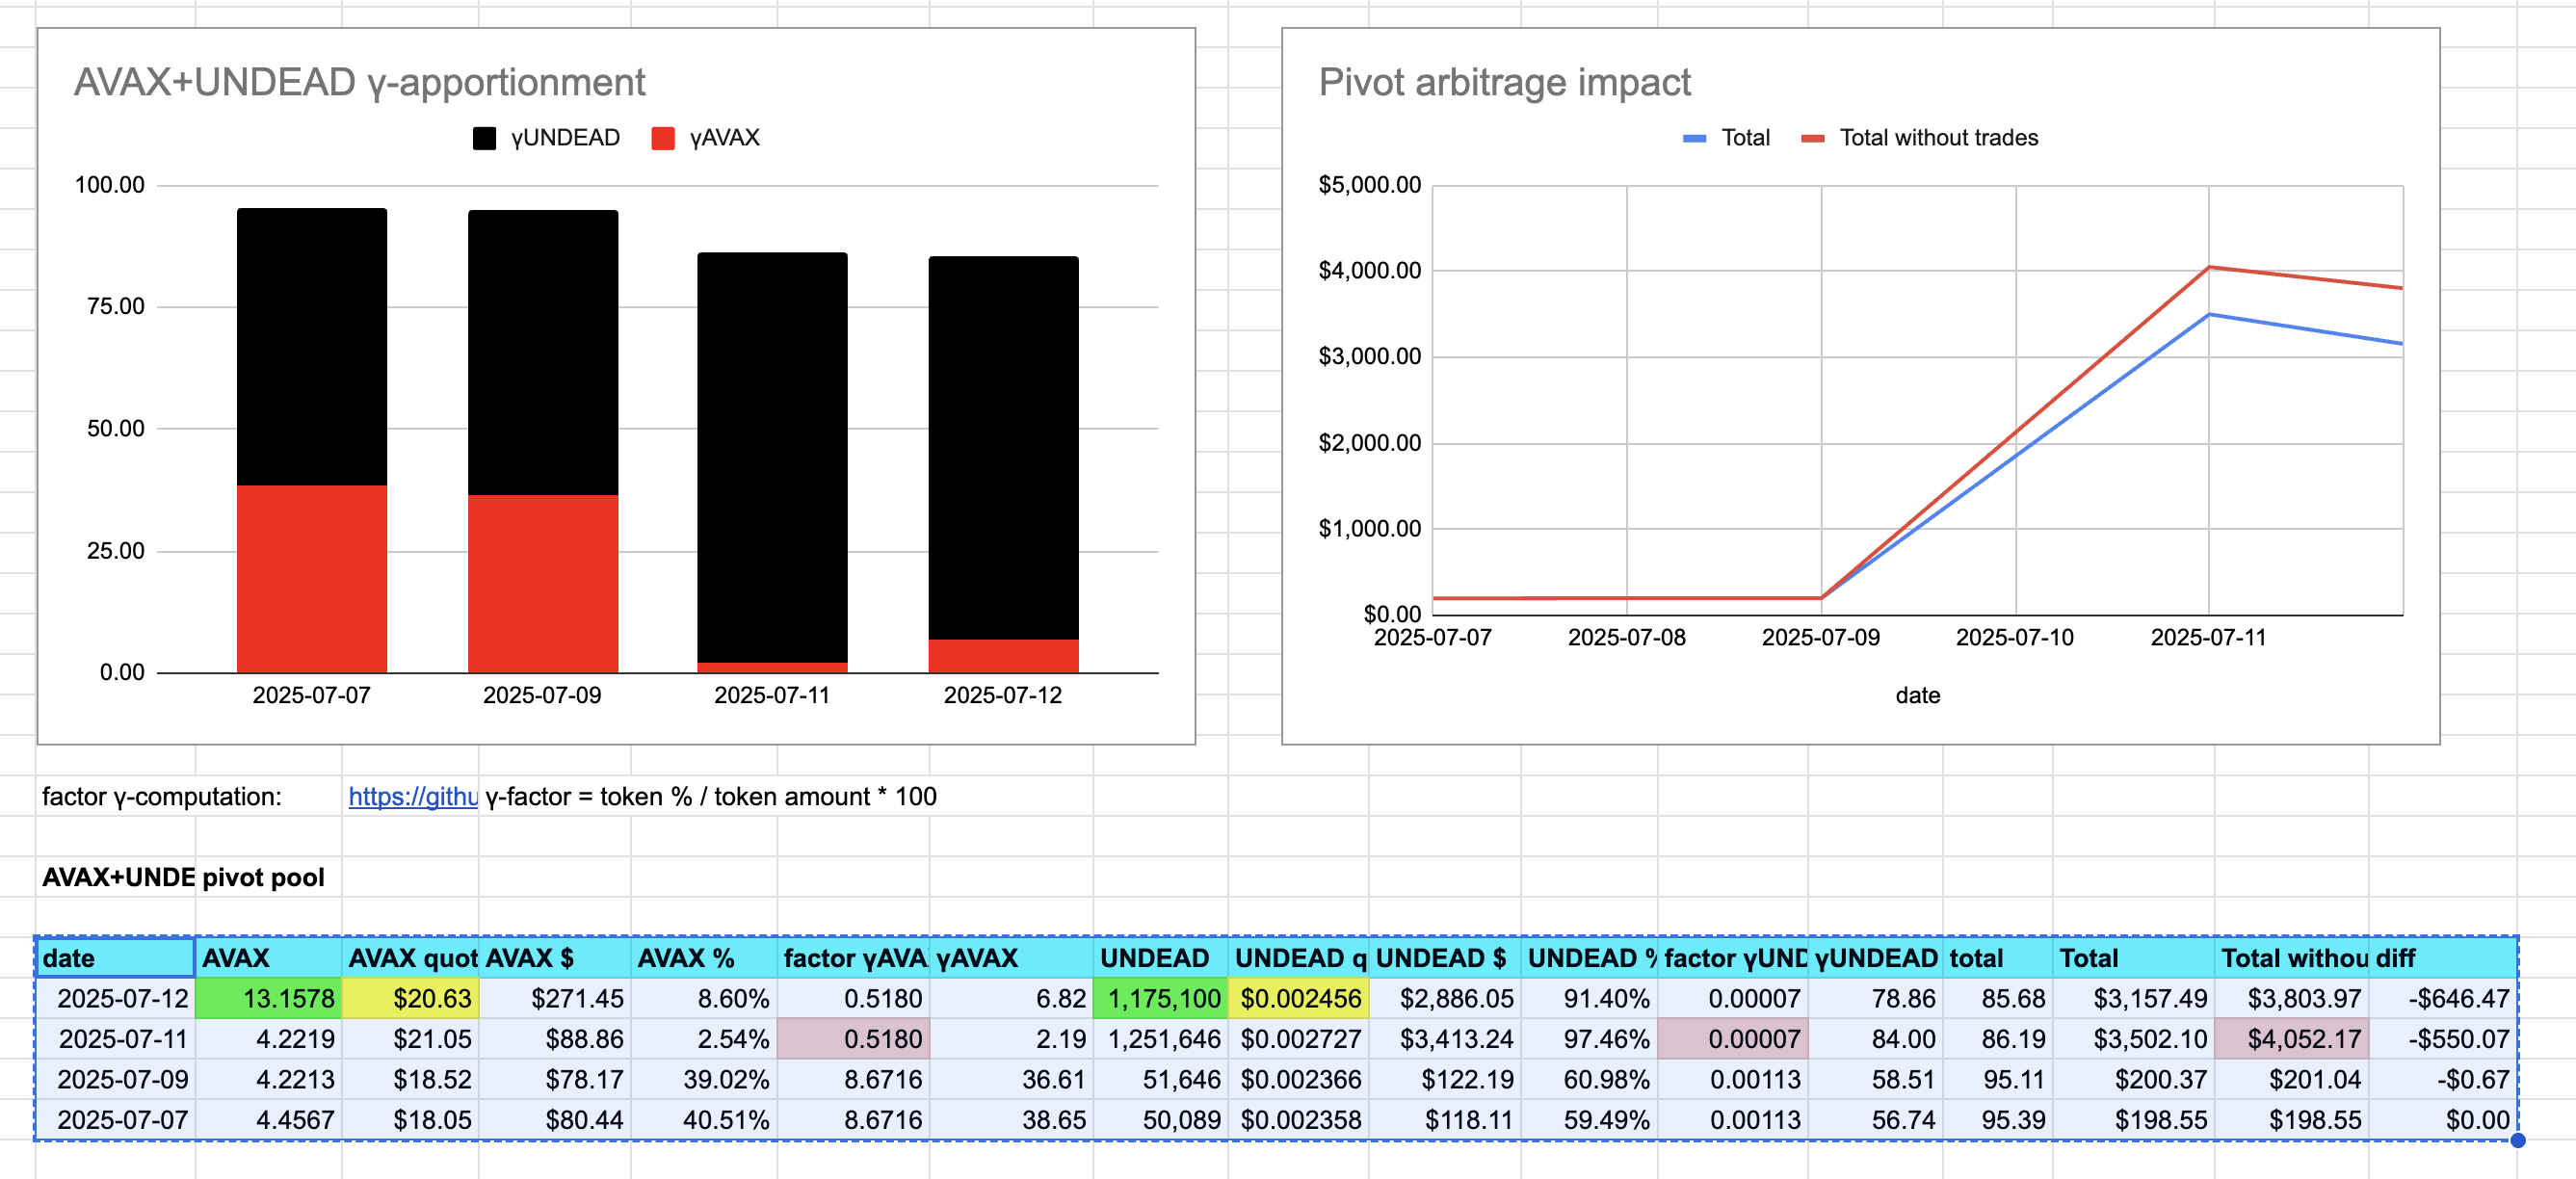 AVAX+UNDEAD γ-apportionment
γUNDEAD γAVAX
100.00
75.00
50.00
25.00
0.00
2025-07-07 2025-07-09 2025-07-11 2025-07-12
Pivot arbitrage impact
Total Total without trades
$5,000.00
$4,000.00
$3,000.00
$2,000.00
$1,000.00
$0.00
2025-07-07 2025-07-08 2025-07-09 2025-07-10 2025-07-11
date
factor γ-computation: https://githu γ-factor = token % / token amount * 100
AVAX+UNDE pivot pool
date AVAX AVAX quot AVAX $ AVAX % factor γAVA γAVAX UNDEAD UNDEAD q UNDEAD $ UNDEAD % factor γUND γUNDEAD total Total Total withou diff
2025-07-12 13.1578 $20.63 $271.45 8.60% 0.5180 6.82 1,175,100 $0.002456 $2,886.05 91.40% 0.00007 78.86 85.68 $3,157.49 $3,803.97 -$646.47
2025-07-11 4.2219 $21.05 $88.86 2.54% 0.5180 2.19 1,251,646 $0.002727 $3,413.24 97.46% 0.00007 84.00 86.19 $3,502.10 $4,052.17 -$550.07
2025-07-09 4.2213 $18.52 $78.17 39.02% 8.6716 36.61 51,646 $0.002366 $122.19 60.98% 0.00113 58.51 95.11 $200.37 $201.04 -$0.67
2025-07-07 4.4567 $18.05 $80.44 40.51% 8.6716 38.65 50,089 $0.002358 $118.11 59.49% 0.00113 56.74 95.39 $198.55 $198.55 $0.00